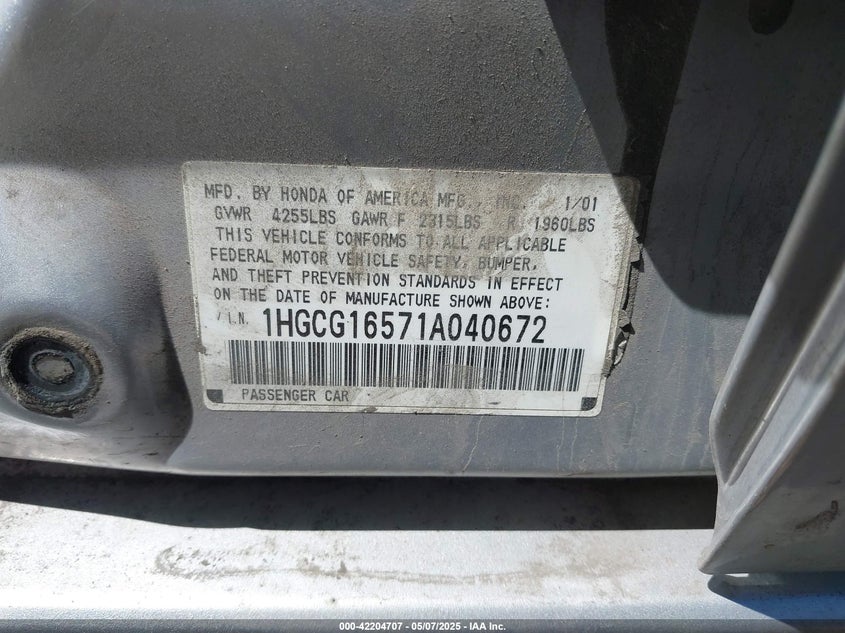 MFD. BY HONDA OF AMERICA MFG., INC. 1/01
GVWR 4255LBS GAWR F 2315LBS R 1960LBS
THIS VEHICLE CONFORMS TO ALL APPLICABLE
FEDERAL MOTOR VEHICLE SAFETY, BUMPER,
AND THEFT PREVENTION STANDARDS IN EFFECT
ON THE DATE OF MANUFACTURE SHOWN ABOVE:
V.I.N. 1HGCG16571A040672
PASSENGER CAR
000-42204707 - 05/07/2025 - IAA Inc.